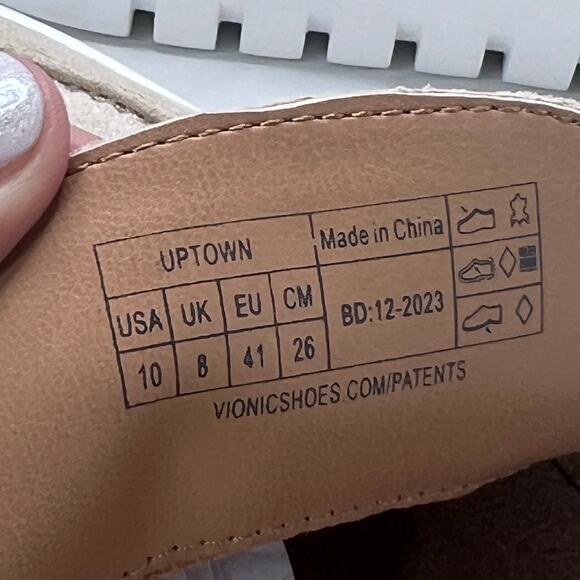 UPTOWN Made in China
USA UK EU CM BD:12-2023
10 8 41 26
VIONICSHOES.COM/PATENTS